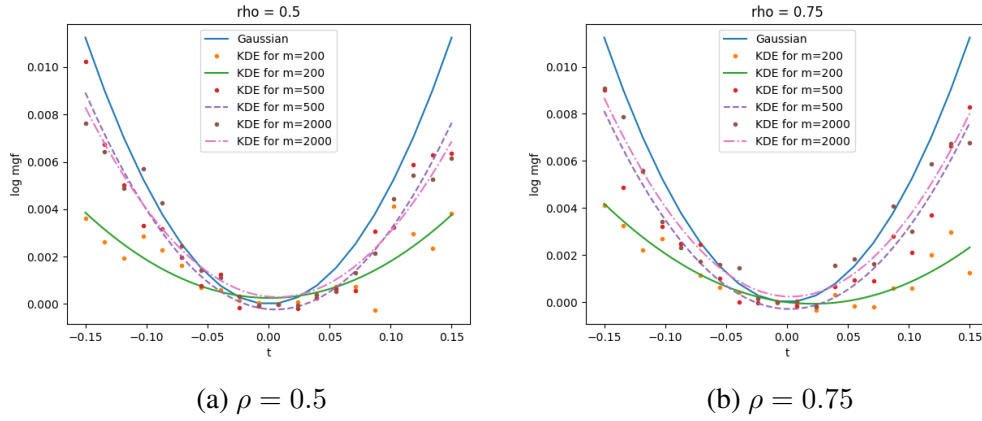 rho = 0.5
Gaussian
KDE for m=200
KDE for m=200
KDE for m=500
KDE for m=500
KDE for m=2000
KDE for m=2000
log mgf
0.010
0.008
0.006
0.004
0.002
0.000
−0.15
−0.10
−0.05
0.00
0.05
0.10
0.15
t
(a) ρ = 0.5
rho = 0.75
Gaussian
KDE for m=200
KDE for m=200
KDE for m=500
KDE for m=500
KDE for m=2000
KDE for m=2000
log mgf
0.010
0.008
0.006
0.004
0.002
0.000
−0.15
−0.10
−0.05
0.00
0.05
0.10
0.15
t
(b) ρ = 0.75